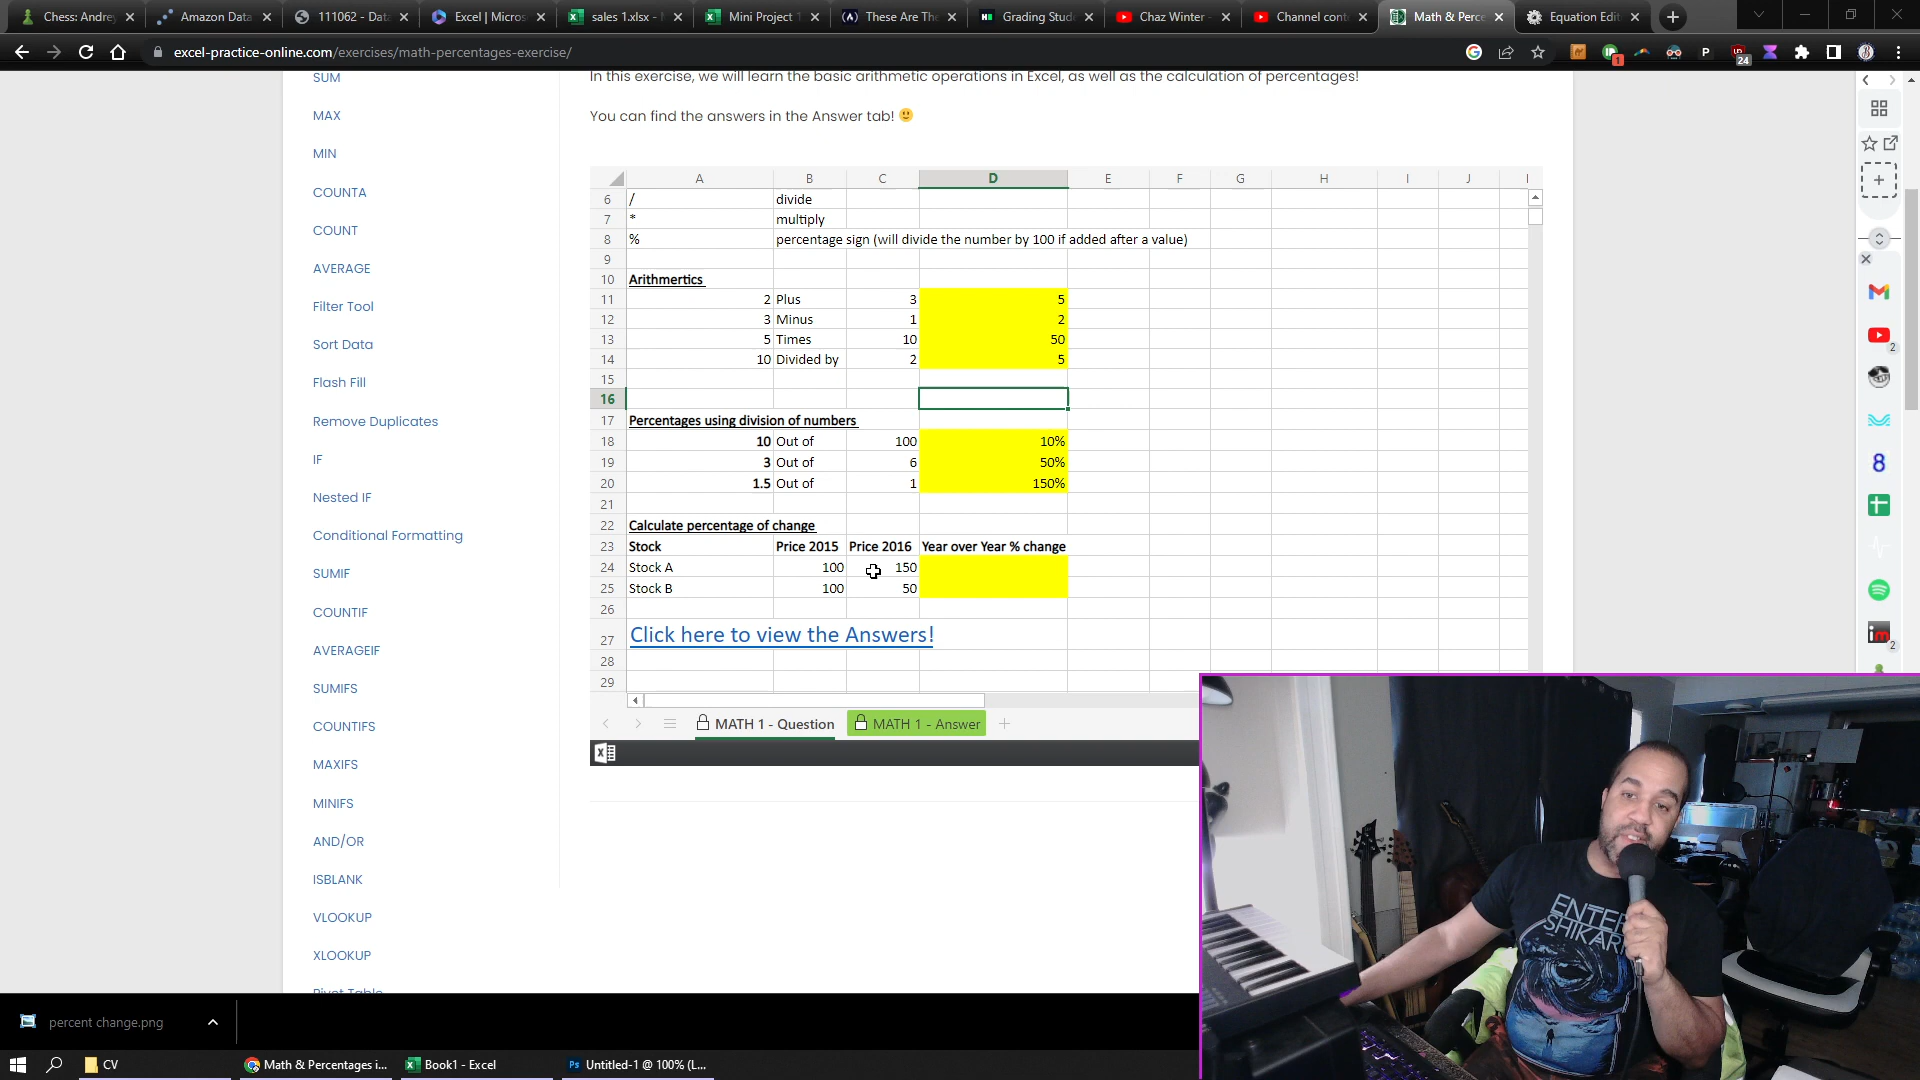 Chess: Andrey
Amazon Data
111062 - Data
Excel | Micros
sales 1.xlsx -
Mini Project 1
These Are The
Grading Stud
Chaz Winter -
Channel cont
Math & Perce
Equation Edit
excel-practice-online.com/exercises/math-percentages-exercise/
1
24
SUM
MAX
MIN
COUNTA
COUNT
AVERAGE
Filter Tool
Sort Data
Flash Fill
Remove Duplicates
IF
Nested IF
Conditional Formatting
SUMIF
COUNTIF
AVERAGEIF
SUMIFS
COUNTIFS
MAXIFS
MINIFS
AND/OR
ISBLANK
VLOOKUP
XLOOKUP
Pivot Table
In this exercise, we will learn the basic arithmetic operations in Excel, as well as the calculation of percentages!
You can find the answers in the Answer tab! 🙂
A B C D E F G H I J
6 / divide
7 * multiply
8 % percentage sign (will divide the number by 100 if added after a value)
9
10 Arithmertics
11 2 Plus 3 5
12 3 Minus 1 2
13 5 Times 10 50
14 10 Divided by 2 5
15
16
17 Percentages using division of numbers
18 10 Out of 100 10%
19 3 Out of 6 50%
20 1.5 Out of 1 150%
21
22 Calculate percentage of change
23 Stock Price 2015 Price 2016 Year over Year % change
24 Stock A 100 150
25 Stock B 100 50
26
27 Click here to view the Answers!
28
29
MATH 1 - Question MATH 1 - Answer
2
8
2
ENTER
SHIKARI
percent change.png
CV
Math & Percentages i...
Book1 - Excel
Untitled-1 @ 100% (L...